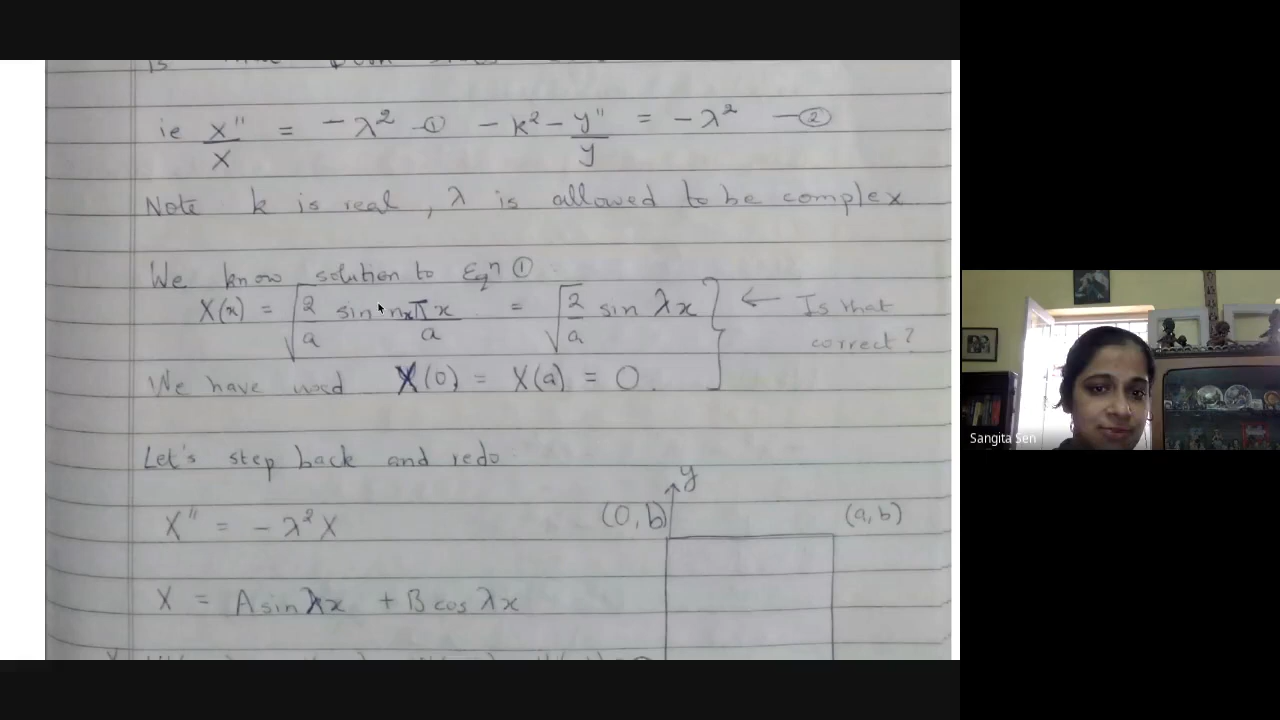 is
ie X''/X = -λ² -① -k² - y''/y = -λ² -②
Note k is real, λ is allowed to be complex
We know solution to Eqⁿ ①
X(x) = √(2/a) sin nₓπx/a = √(2/a) sin λx } ← Is that correct?
We have used X(0) = X(a) = 0.
Let's step back and redo
y
(0,b) (a,b)
X'' = -λ²X
X = A sin λx + B cos λx
Sangita Sen